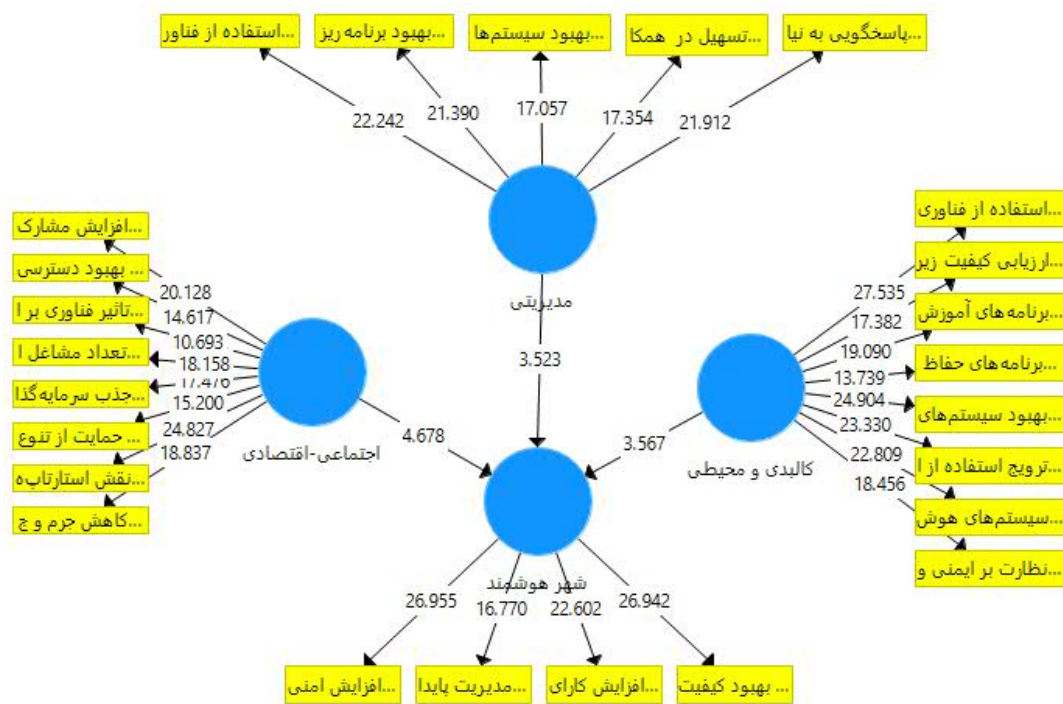 استفاده از فناور...
بهبود برنامه ریز...
بهبود سیستم‌ها...
تسهیل در همکا...
پاسخگویی به نیا...
22.242
21.390
17.057
17.354
21.912
مدیریتی
3.523
افزایش مشارک...
بهبود دسترسی ...
تاثیر فناوری بر ا...
تعداد مشاغل ا...
جذب سرمایه‌گذا...
حمایت از تنوع ...
نقش استارتاپ‌ه...
کاهش جرم و ج...
20.128
14.617
10.693
18.158
17.476
15.200
24.827
18.837
اجتماعی-اقتصادی
4.678
استفاده از فناوری...
ارزیابی کیفیت زیر...
برنامه‌های آموزش...
برنامه‌های حفاظ...
بهبود سیستم‌های...
ترویج استفاده از ا...
سیستم‌های هوش...
نظارت بر ایمنی و...
27.535
17.382
19.090
13.739
24.904
23.330
22.809
18.456
کالبدی و محیطی
3.567
شهر هوشمند
26.955
16.770
22.602
26.942
افزایش امنی...
مدیریت پایدا...
افزایش کارای...
بهبود کیفیت ...